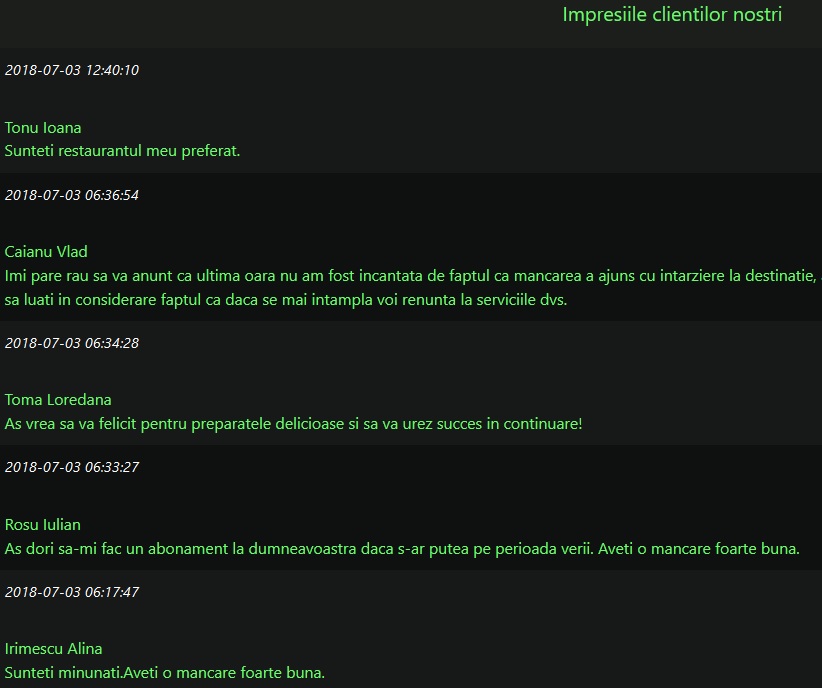 Impresiile clientilor nostri
2018-07-03 12:40:10
Tonu Ioana
Sunteti restaurantul meu preferat.
2018-07-03 06:36:54
Caianu Vlad
Imi pare rau sa va anunt ca ultima oara nu am fost incantata de faptul ca mancarea a ajuns cu intarziere la destinatie,
sa luati in considerare faptul ca daca se mai intampla voi renunta la serviciile dvs.
2018-07-03 06:34:28
Toma Loredana
As vrea sa va felicit pentru preparatele delicioase si sa va urez succes in continuare!
2018-07-03 06:33:27
Rosu Iulian
As dori sa-mi fac un abonament la dumneavoastra daca s-ar putea pe perioada verii. Aveti o mancare foarte buna.
2018-07-03 06:17:47
Irimescu Alina
Sunteti minunati.Aveti o mancare foarte buna.